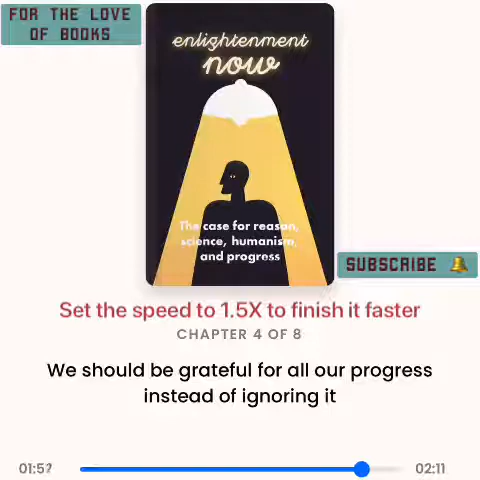 FOR THE LOVE
OF BOOKS
enlightenment
now
The case for reason,
science, humanism,
and progress
SUBSCRIBE 🔔
Set the speed to 1.5X to finish it faster
CHAPTER 4 OF 8
We should be grateful for all our progress
instead of ignoring it
02:11